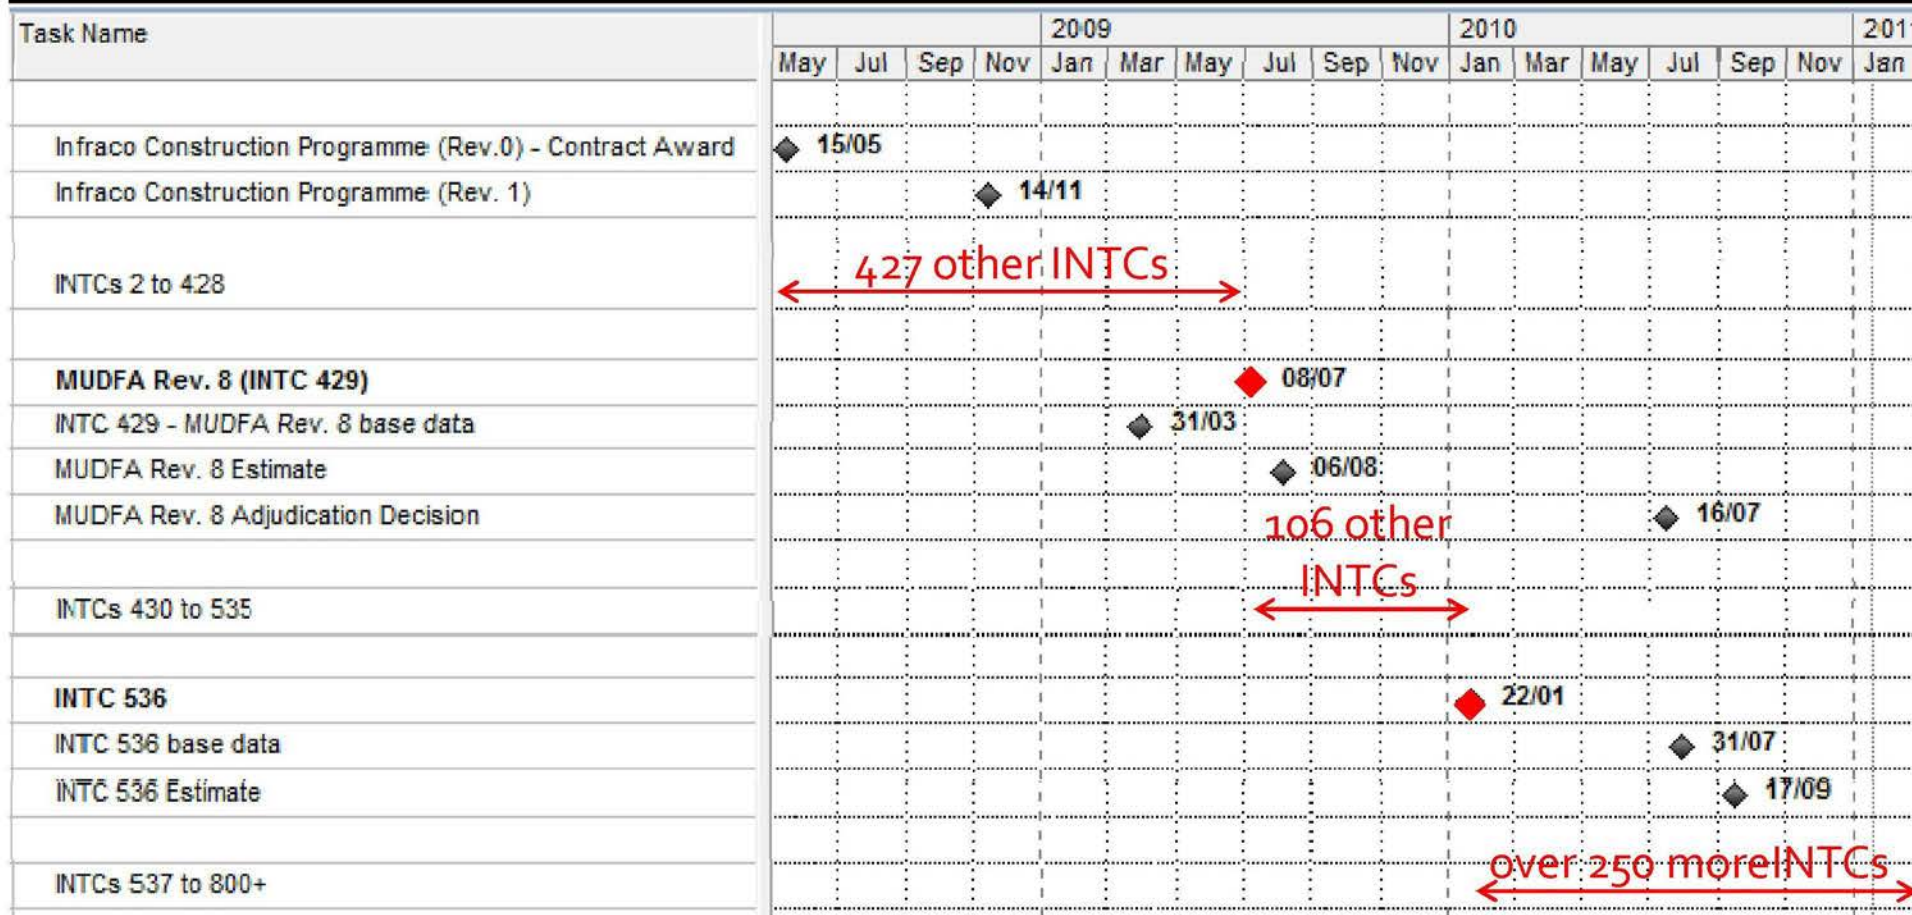 Task Name
2009 2010 201
May Jul Sep Nov Jan Mar May Jul Sep Nov Jan Mar May Jul Sep Nov Jan
Infraco Construction Programme (Rev.0) - Contract Award 15/05
Infraco Construction Programme (Rev. 1) 14/11
427 other INTCs
INTCs 2 to 428
MUDFA Rev. 8 (INTC 429) 08/07
INTC 429 - MUDFA Rev. 8 base data 31/03
MUDFA Rev. 8 Estimate 06/08
MUDFA Rev. 8 Adjudication Decision 16/07
106 other
INTCs
INTCs 430 to 535
INTC 536 22/01
INTC 536 base data 31/07
INTC 536 Estimate 17/09
over 250 moreINTCs
INTCs 537 to 800+